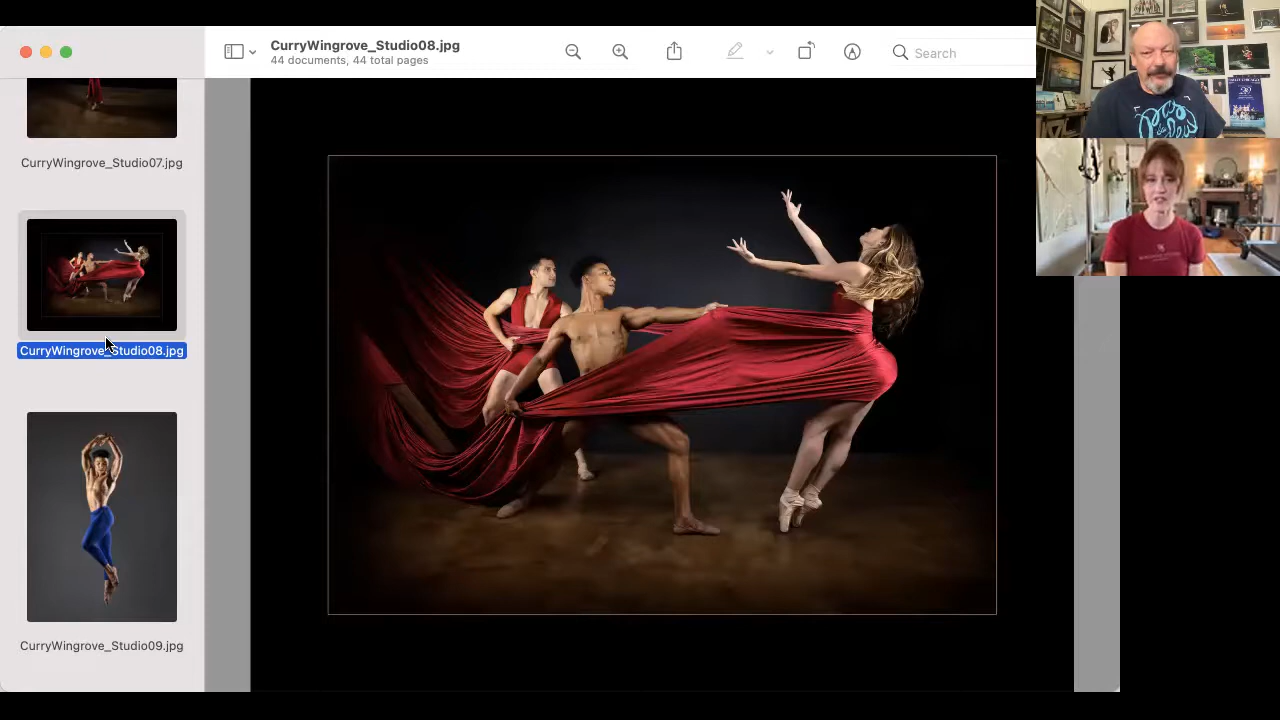 CurryWingrove_Studio08.jpg
44 documents, 44 total pages
Search
CurryWingrove_Studio07.jpg
CurryWingrove_Studio08.jpg
CurryWingrove_Studio09.jpg